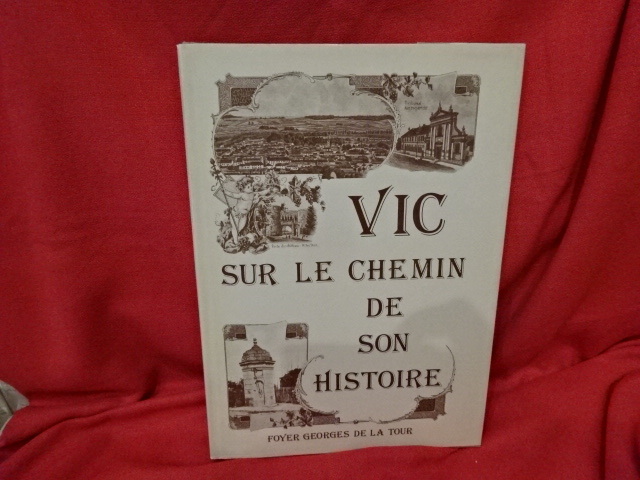 VIC
SUR LE CHEMIN
DE
SON
HISTOIRE
FOYER GEORGES DE LA TOUR